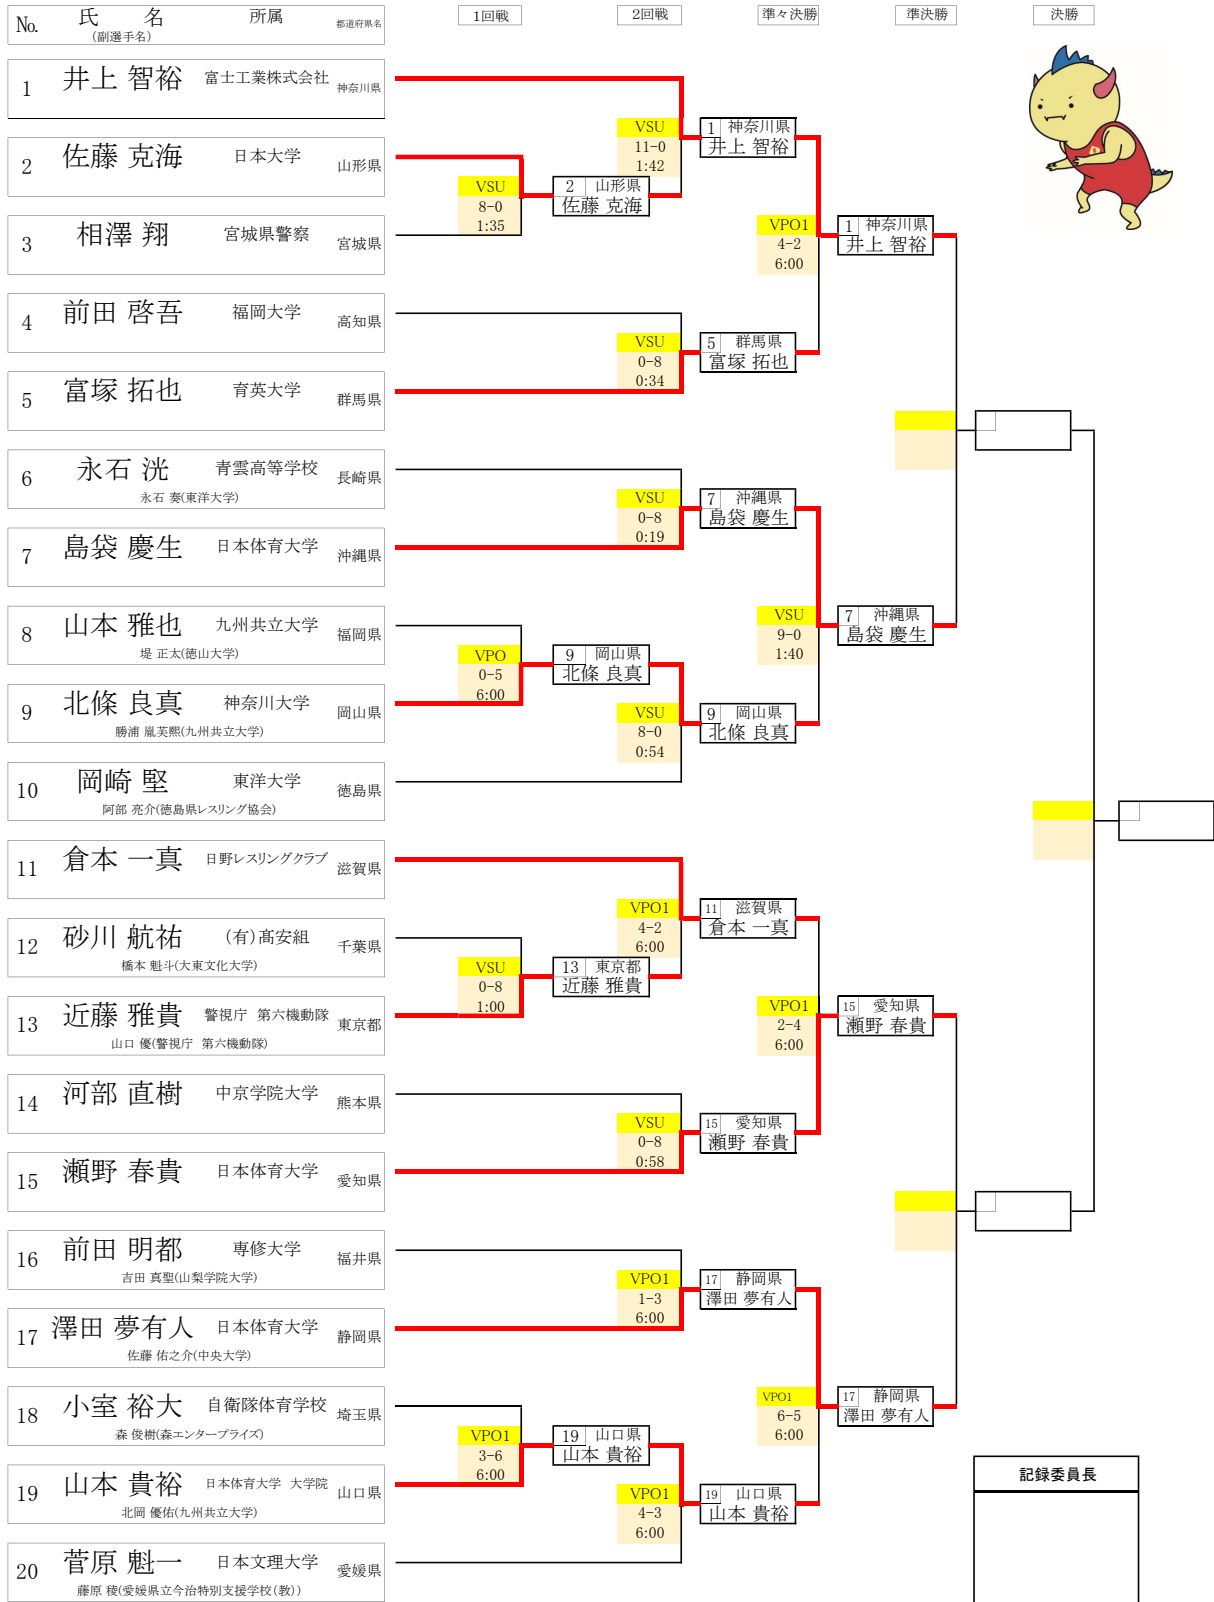 No. 氏 名 所属 都道府県名 1回戦 2回戦 準々決勝 準決勝 決勝
(副選手名)
1 井上 智裕 富士工業株式会社 神奈川県
2 佐藤 克海 日本大学 山形県
3 相澤 翔 宮城県警察 宮城県
4 前田 啓吾 福岡大学 高知県
5 富塚 拓也 育英大学 群馬県
6 永石 洸 青雲高等学校 長崎県
永石 奏(東洋大学)
7 島袋 慶生 日本体育大学 沖縄県
8 山本 雅也 九州共立大学 福岡県
堤 正太(徳山大学)
9 北條 良真 神奈川大学 岡山県
勝浦 嵐芙熙(九州共立大学)
10 岡崎 堅 東洋大学 徳島県
阿部 亮介(徳島県レスリング協会)
11 倉本 一真 日野レスリングクラブ 滋賀県
12 砂川 航祐 (有)髙安組 千葉県
橋本 魁斗(大東文化大学)
13 近藤 雅貴 警視庁 第六機動隊 東京都
山口 優(警視庁 第六機動隊)
14 河部 直樹 中京学院大学 熊本県
15 瀬野 春貴 日本体育大学 愛知県
16 前田 明都 専修大学 福井県
吉田 真聖(山梨学院大学)
17 澤田 夢有人 日本体育大学 静岡県
佐藤 佑之介(中央大学)
18 小室 裕大 自衛隊体育学校 埼玉県
森 俊樹(森エンタープライズ)
19 山本 貴裕 日本体育大学 大学院 山口県
北岡 優佑(九州共立大学)
20 菅原 魁一 日本文理大学 愛媛県
藤原 稜(愛媛県立今治特別支援学校(教))
VSU
8-0
1:35
2 山形県
佐藤 克海
VPO
0-5
6:00
9 岡山県
北條 良真
VSU
0-8
1:00
13 東京都
近藤 雅貴
VPO1
3-6
6:00
19 山口県
山本 貴裕
VSU
11-0
1:42
1 神奈川県
井上 智裕
VSU
0-8
0:34
5 群馬県
富塚 拓也
VSU
0-8
0:19
7 沖縄県
島袋 慶生
VSU
8-0
0:54
9 岡山県
北條 良真
VPO1
4-2
6:00
11 滋賀県
倉本 一真
VSU
0-8
0:58
15 愛知県
瀬野 春貴
VPO1
1-3
6:00
17 静岡県
澤田 夢有人
VPO1
4-3
6:00
19 山口県
山本 貴裕
VPO1
4-2
6:00
1 神奈川県
井上 智裕
VSU
9-0
1:40
7 沖縄県
島袋 慶生
VPO1
2-4
6:00
15 愛知県
瀬野 春貴
VPO1
6-5
6:00
17 静岡県
澤田 夢有人
記録委員長